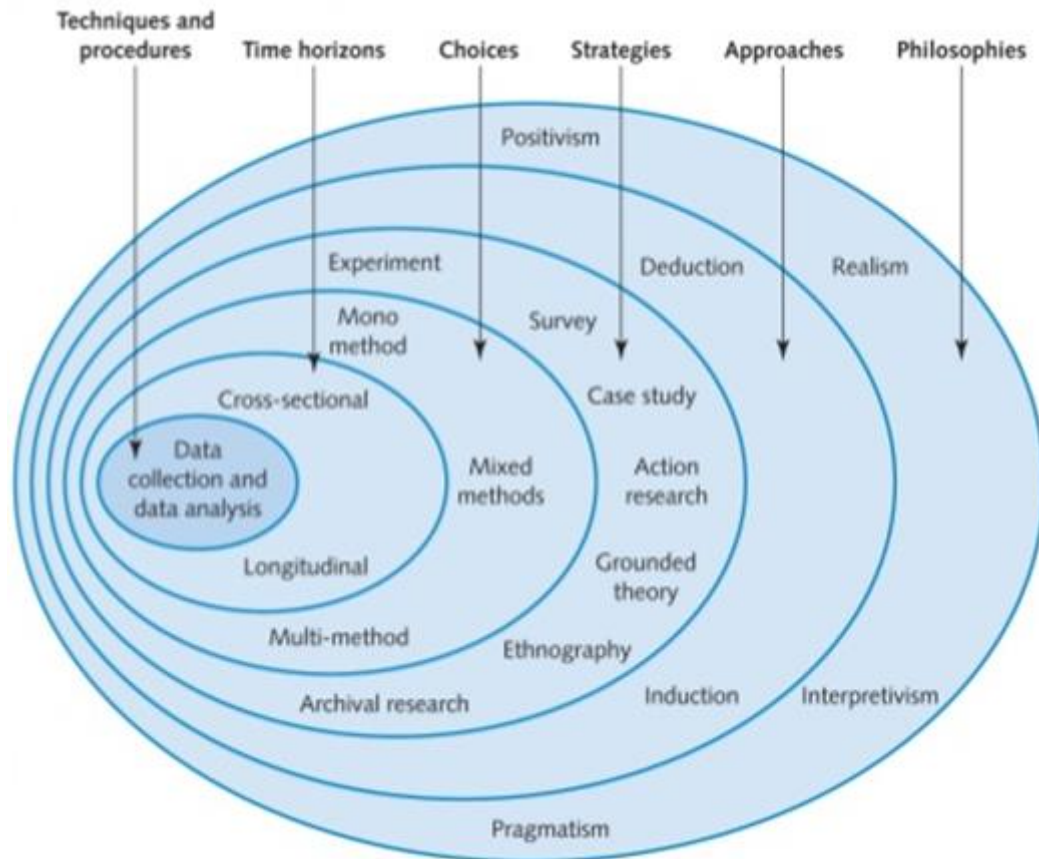 Techniques and
procedures
Time horizons
Choices
Strategies
Approaches
Philosophies
Positivism
Experiment
Deduction
Realism
Mono
method
Survey
Cross-sectional
Case study
Data
collection and
data analysis
Mixed
methods
Action
research
Longitudinal
Grounded
theory
Multi-method
Ethnography
Archival research
Induction
Interpretivism
Pragmatism